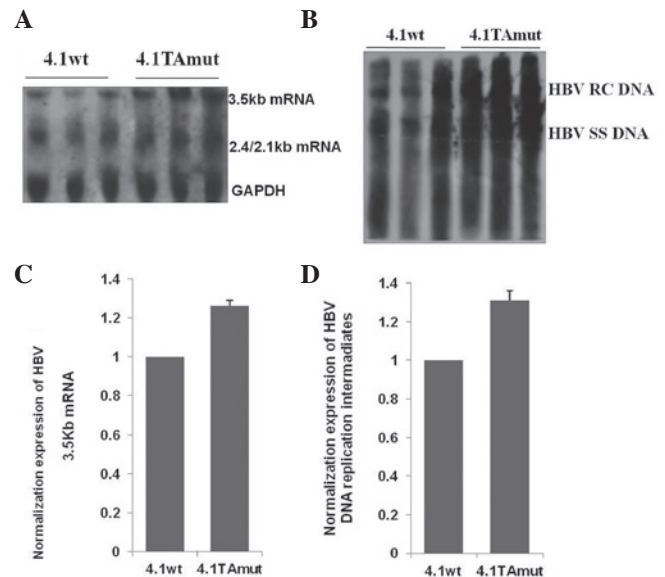 A
4.1wt 4.1TAmut
3.5kb mRNA
2.4/2.1kb mRNA
GAPDH
B
4.1wt 4.1TAmut
HBV RC DNA
HBV SS DNA
C
Normalization expression of HBV
3.5Kb mRNA
1.4
1.2
1
0.8
0.6
0.4
0.2
0
4.1wt 4.1TAmut
D
Normalization expression of HBV
DNA replication intermadiates
1.4
1.2
1
0.8
0.6
0.4
0.2
0
4.1wt 4.1TAmut